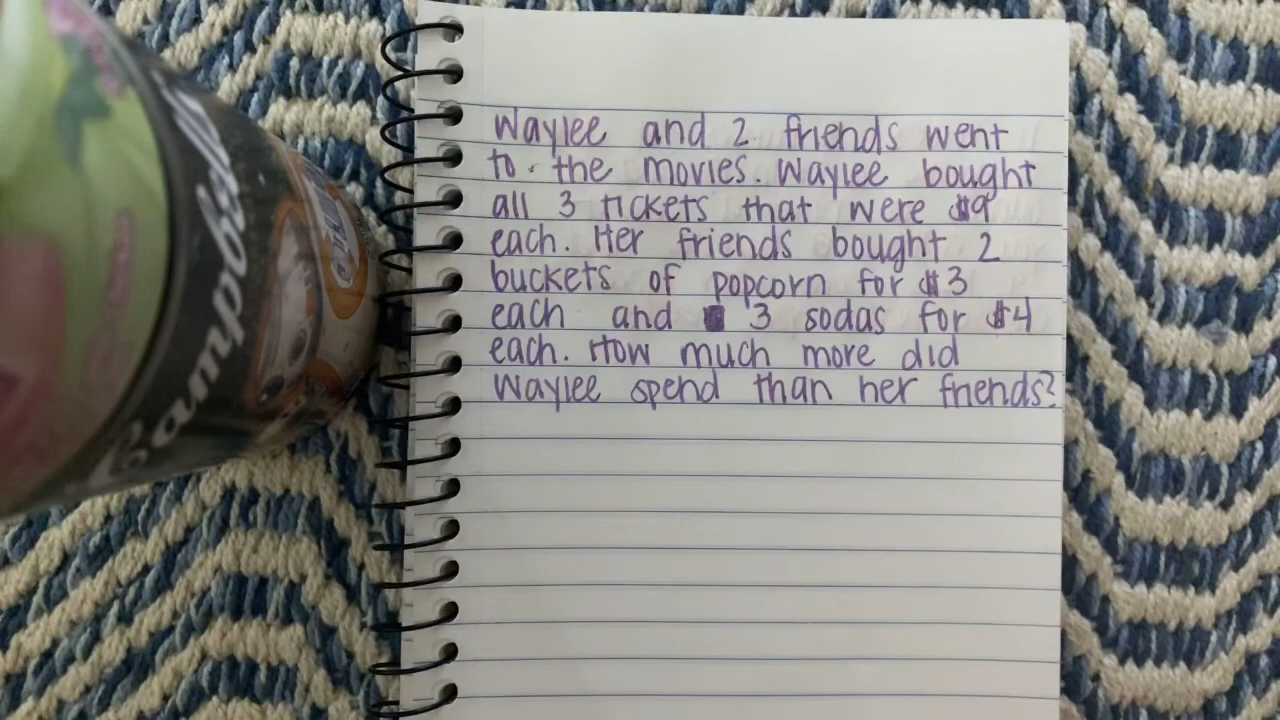 Waylee and 2 friends went
to the movies. Waylee bought
all 3 tickets that were $9
each. Her friends bought 2
buckets of popcorn for $3
each and 3 sodas for $4
each. How much more did
Waylee spend than her friends?